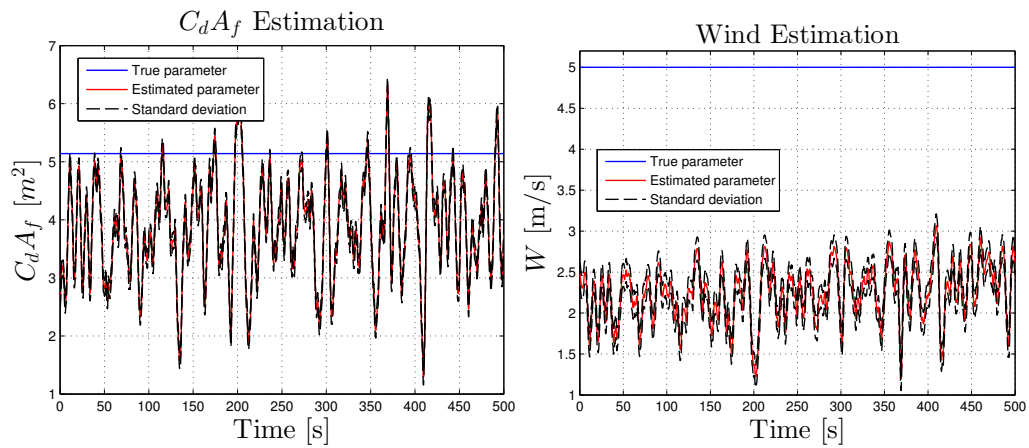 C_dA_f Estimation
7
6
5
4
3
2
1
C_dA_f [m^2]
True parameter
Estimated parameter
Standard deviation
0 50 100 150 200 250 300 350 400 450 500
Time [s]
Wind Estimation
5
4.5
4
3.5
3
2.5
2
1.5
1
W [m/s]
True parameter
Estimated parameter
Standard deviation
0 50 100 150 200 250 300 350 400 450 500
Time [s]